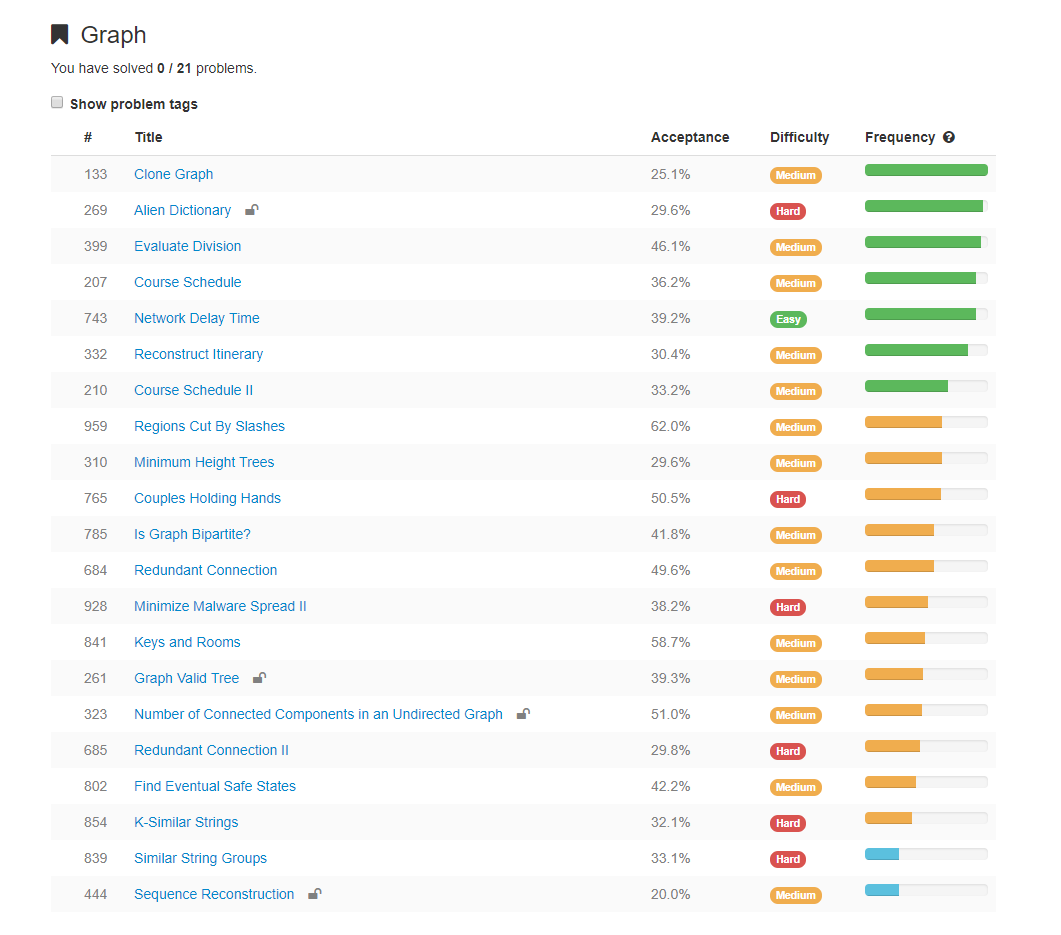 Graph
You have solved 0 / 21 problems.
Show problem tags
# Title Acceptance Difficulty Frequency
133 Clone Graph 25.1% Medium
269 Alien Dictionary 29.6% Hard
399 Evaluate Division 46.1% Medium
207 Course Schedule 36.2% Medium
743 Network Delay Time 39.2% Easy
332 Reconstruct Itinerary 30.4% Medium
210 Course Schedule II 33.2% Medium
959 Regions Cut By Slashes 62.0% Medium
310 Minimum Height Trees 29.6% Medium
765 Couples Holding Hands 50.5% Hard
785 Is Graph Bipartite? 41.8% Medium
684 Redundant Connection 49.6% Medium
928 Minimize Malware Spread II 38.2% Hard
841 Keys and Rooms 58.7% Medium
261 Graph Valid Tree 39.3% Medium
323 Number of Connected Components in an Undirected Graph 51.0% Medium
685 Redundant Connection II 29.8% Hard
802 Find Eventual Safe States 42.2% Medium
854 K-Similar Strings 32.1% Hard
839 Similar String Groups 33.1% Hard
444 Sequence Reconstruction 20.0% Medium